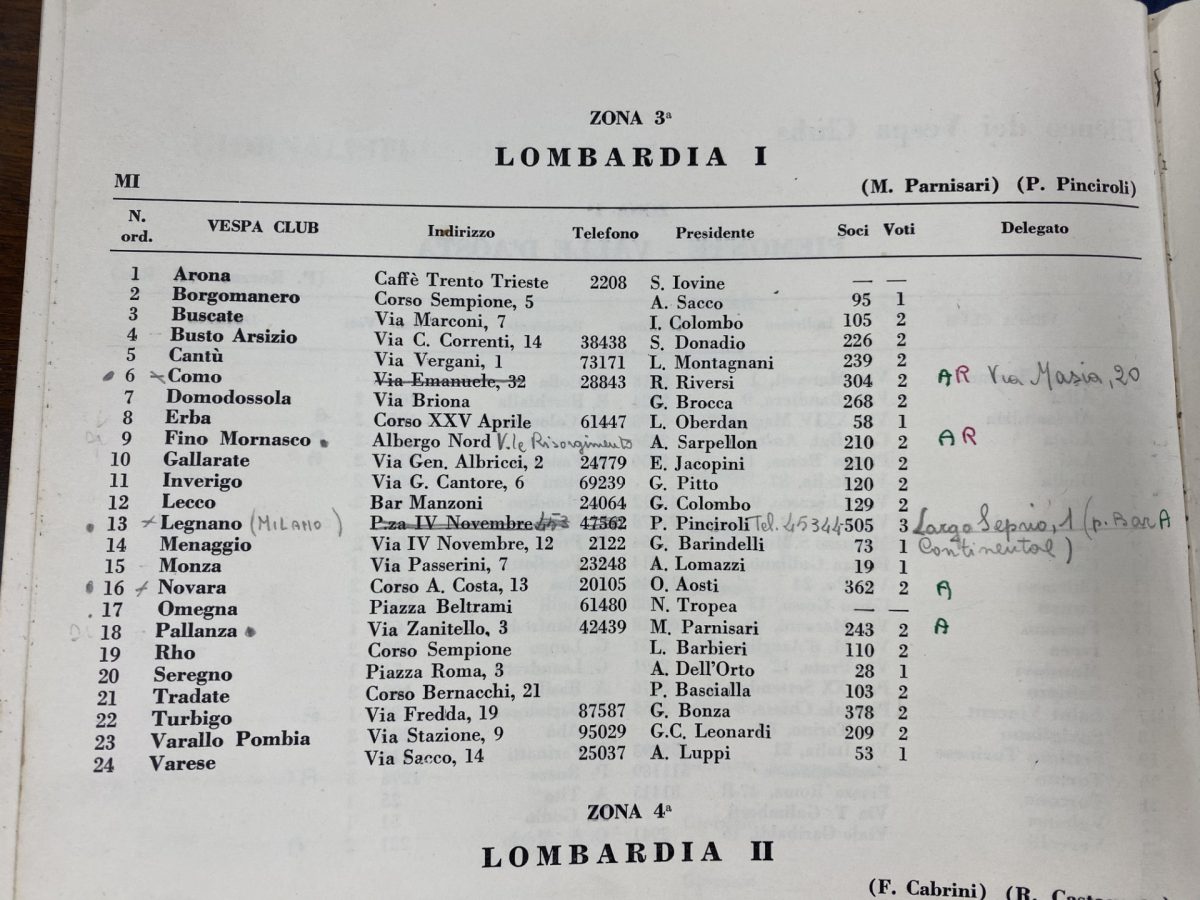 ZONA 3ª
LOMBARDIA I
MI (M. Parnisari) (P. Pinciroli)
N. ord. VESPA CLUB Indirizzo Telefono Presidente Soci Voti Delegato
1 Arona Caffè Trento Trieste 2208 S. Iovine — —
2 Borgomanero Corso Sempione, 5 A. Sacco 95 1
3 Buscate Via Marconi, 7 I. Colombo 105 2
4 Busto Arsizio Via C. Correnti, 14 38438 S. Donadio 226 2
5 Cantù Via Vergani, 1 73171 L. Montagnani 239 2
6 Como Via Emanuele, 32 28843 R. Riversi 304 2 A R Via Masia, 20
7 Domodossola Via Briona G. Brocca 268 2
8 Erba Corso XXV Aprile 61447 L. Oberdan 58 1
9 Fino Mornasco Albergo Nord V.le Risorgimento A. Sarpellon 210 2 A R
10 Gallarate Via Gen. Albricci, 2 24779 E. Jacopini 210 2
11 Inverigo Via G. Cantore, 6 69239 G. Pitto 120 2
12 Lecco Bar Manzoni 24064 G. Colombo 129 2
13 Legnano (MILANO) P.za IV Novembre 453 47562 P. Pinciroli Tel. 45344 505 3 Largo Seprio, 1 (p. Bar A
14 Menaggio Via IV Novembre, 12 2122 G. Barindelli 73 1 Continental)
15 Monza Via Passerini, 7 23248 A. Lomazzi 19 1
16 Novara Corso A. Costa, 13 20105 O. Aosti 362 2 A
17 Omegna Piazza Beltrami 61480 N. Tropea — —
18 Pallanza Via Zanitello, 3 42439 M. Parnisari 243 2 A
19 Rho Corso Sempione L. Barbieri 110 2
20 Seregno Piazza Roma, 3 A. Dell'Orto 28 1
21 Tradate Corso Bernacchi, 21 P. Bascialla 103 2
22 Turbigo Via Fredda, 19 87587 G. Bonza 378 2
23 Varallo Pombia Via Stazione, 9 95029 G.C. Leonardi 209 2
24 Varese Via Sacco, 14 25037 A. Luppi 53 1
ZONA 4ª
LOMBARDIA II
(F. Cabrini)